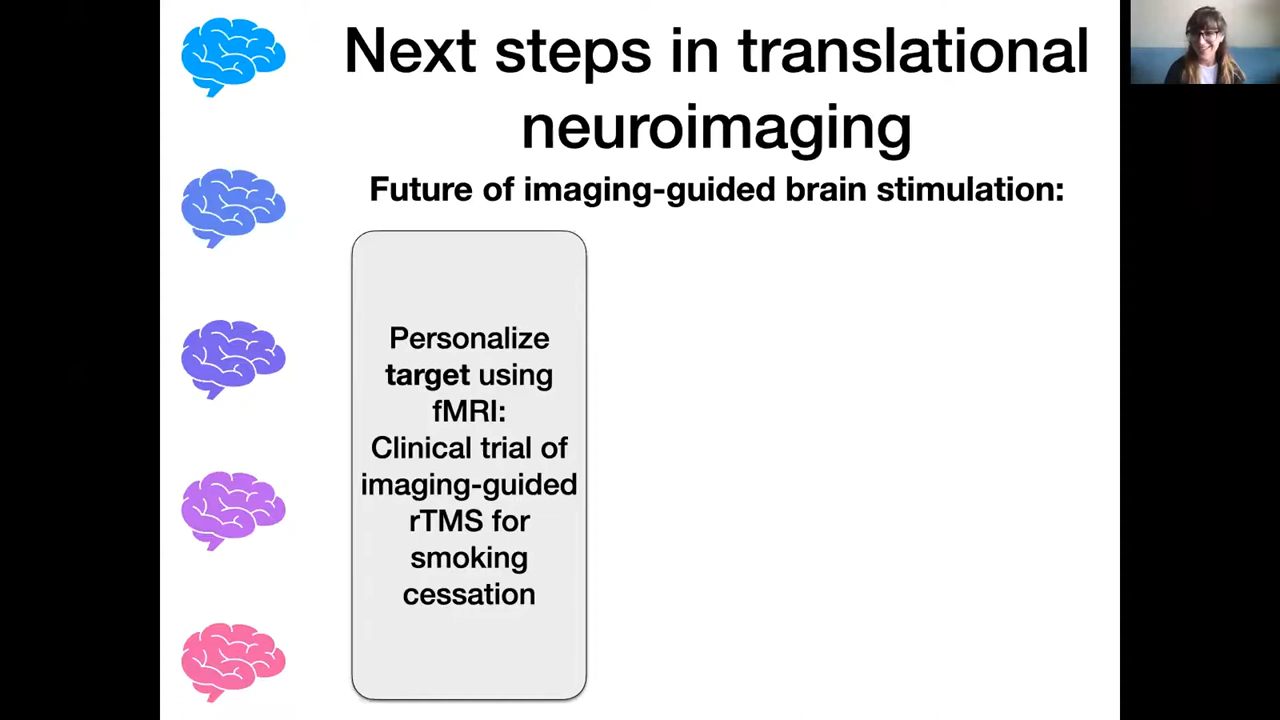 Next steps in translational
neuroimaging
Future of imaging-guided brain stimulation:
Personalize
target using
fMRI:
Clinical trial of
imaging-guided
rTMS for
smoking
cessation